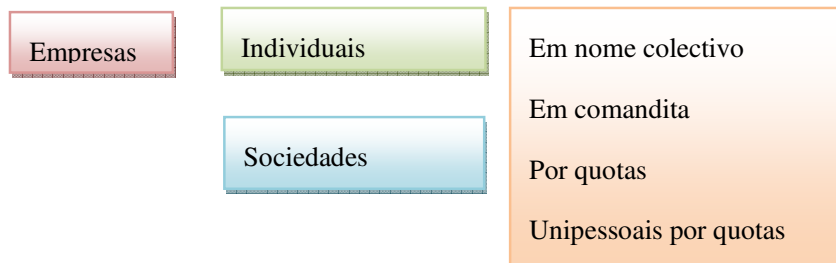 Empresas
Individuais
Sociedades
Em nome colectivo
Em comandita
Por quotas
Unipessoais por quotas